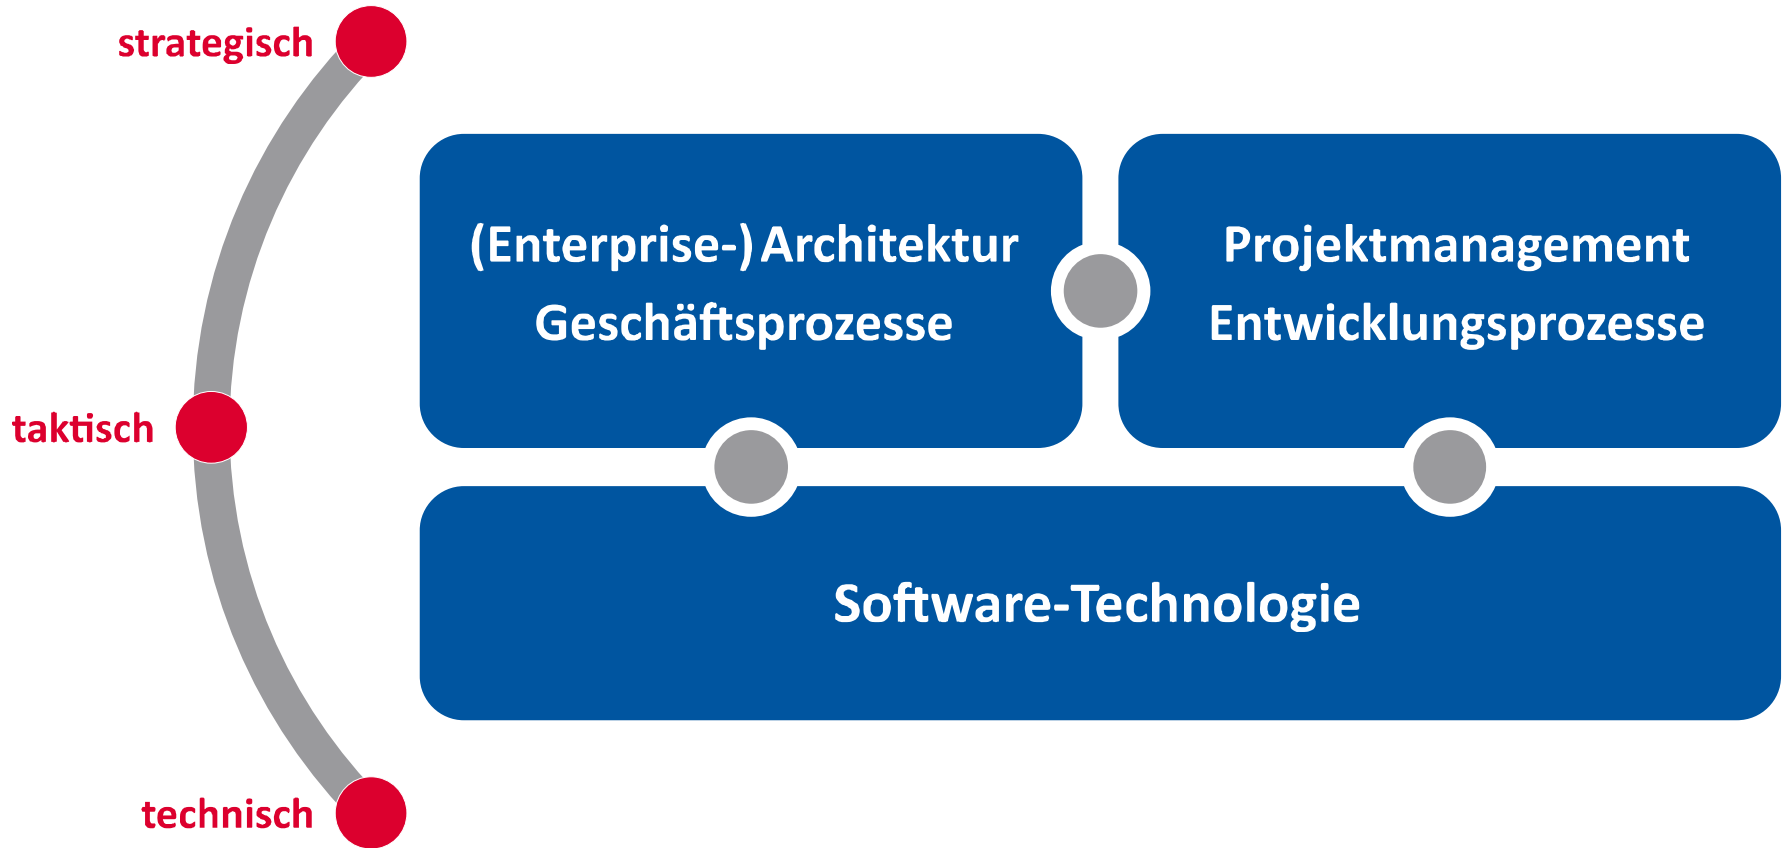 strategisch
(Enterprise-) Architektur
Geschäftsprozesse
Projektmanagement
Entwicklungsprozesse
taktisch
Software-Technologie
technisch